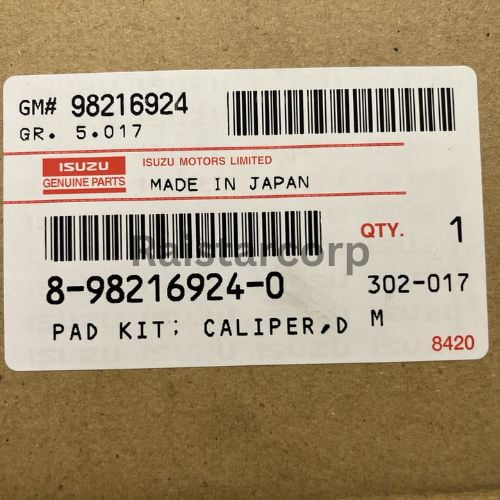 GM# 98216924
GR. 5.017
ISUZU
GENUINE PARTS
ISUZU MOTORS LIMITED
MADE IN JAPAN
Raistarcorp
QTY. 1
8-98216924-0 302-017
PAD KIT; CALIPER,D M
8420